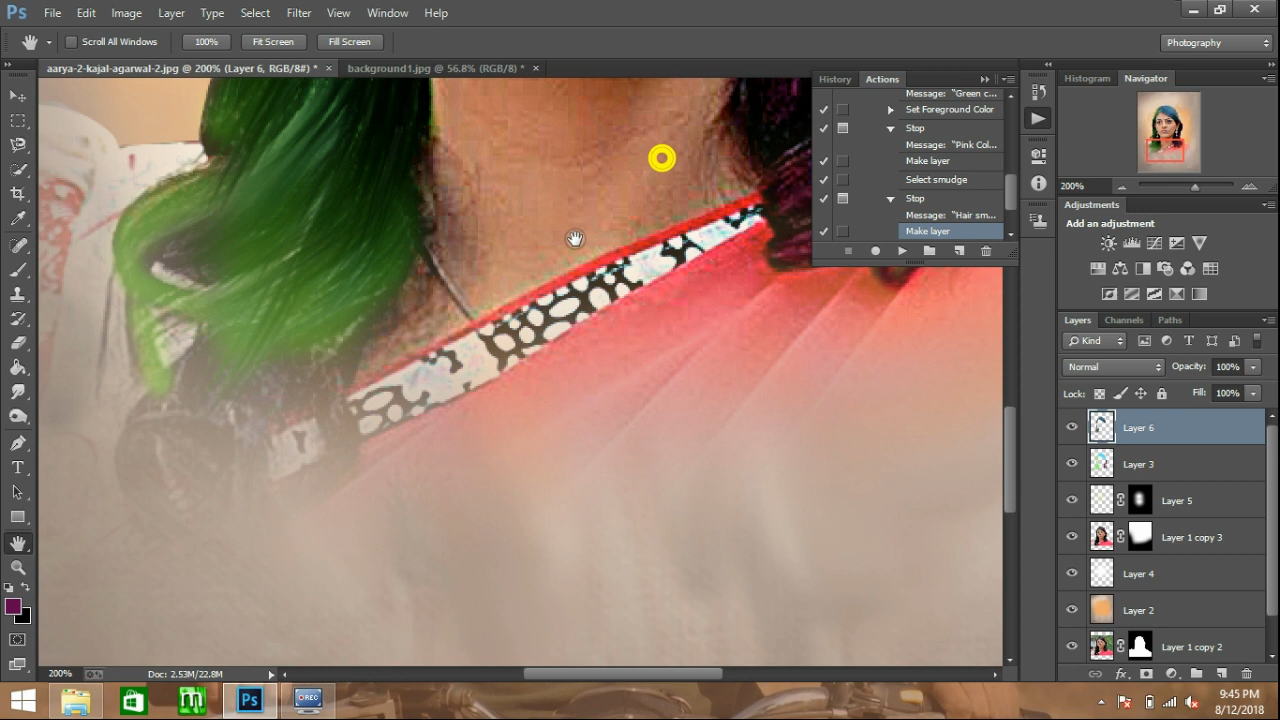 Ps File Edit Image Layer Type Select Filter View Window Help
Scroll All Windows 100% Fit Screen Fill Screen Photography
aarya-2-kajal-agarwal-2.jpg @ 200% (Layer 6, RGB/8#) * × background1.jpg @ 56.8% (RGB/8) * ×
History Actions
Message: "Green c...
Set Foreground Color
Stop
Message: "Pink Col...
Make layer
Select smudge
Stop
Message: "Hair sm...
Make layer
Histogram Navigator
200%
Adjustments
Add an adjustment
Layers Channels Paths
Kind
Normal Opacity: 100%
Lock: Fill: 100%
Layer 6
Layer 3
Layer 5
Layer 1 copy 3
Layer 4
Layer 2
Layer 1 copy 2
200% Doc: 2.53M/22.8M
Ps REC
9:45 PM
8/12/2018